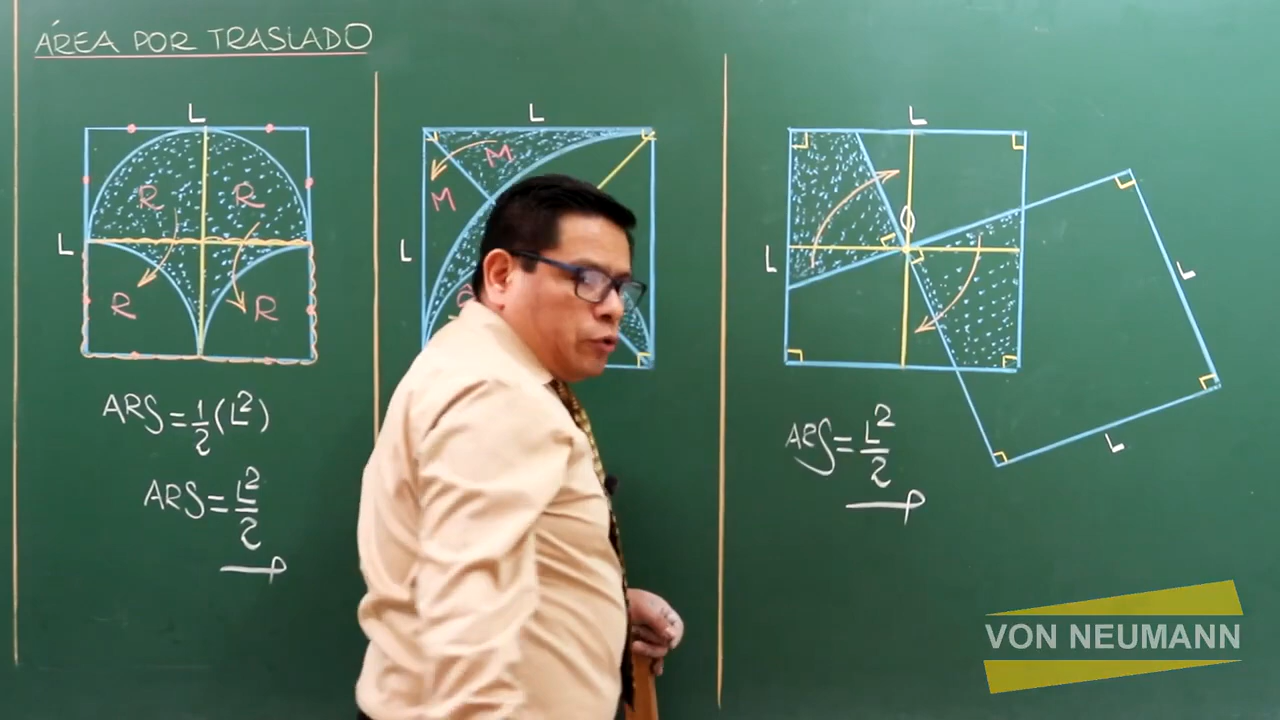 ÁREA POR TRASLADO
L
L
R R
R R
ARS = 1/2 (L²)
ARS = L²/2
L
L
M
M
L
L
O
L
L
ARS = L²/2
VON NEUMANN